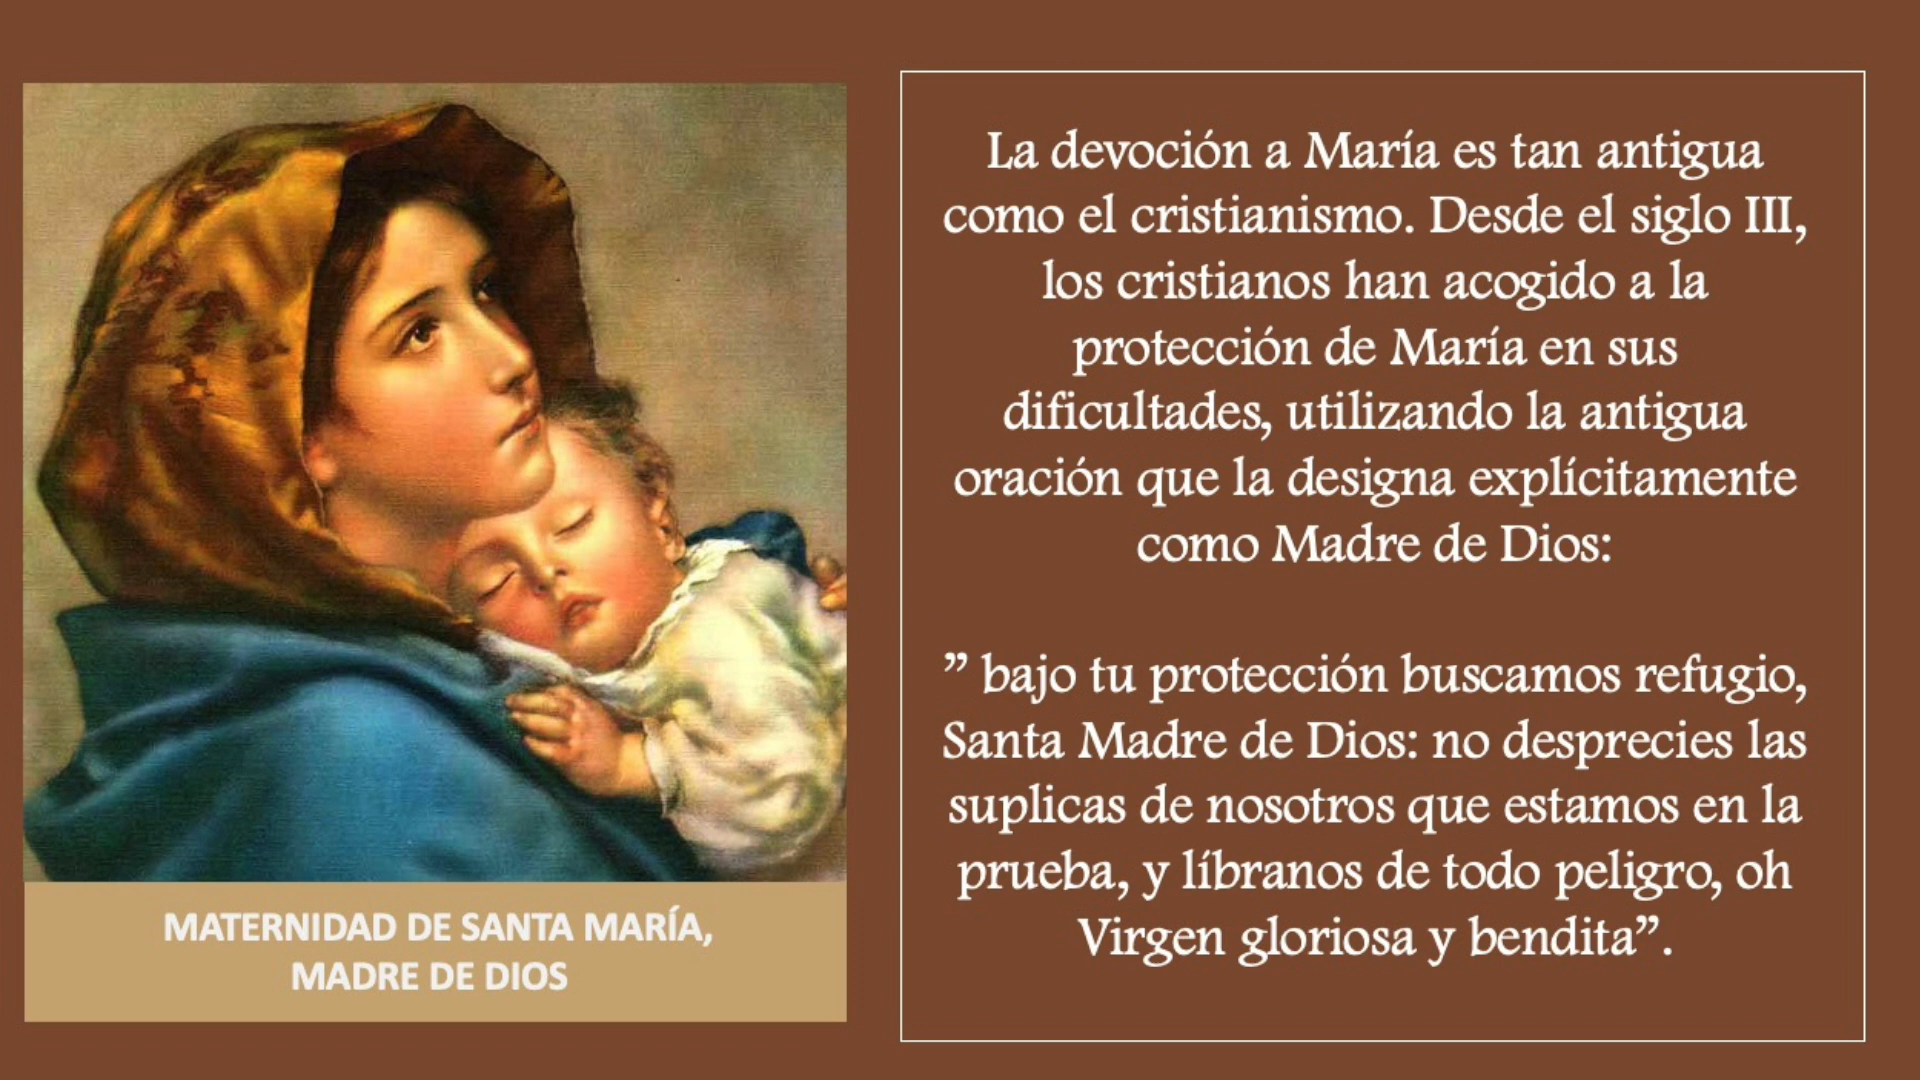 MATERNIDAD DE SANTA MARÍA,
MADRE DE DIOS
La devoción a María es tan antigua
como el cristianismo. Desde el siglo III,
los cristianos han acogido a la
protección de María en sus
dificultades, utilizando la antigua
oración que la designa explícitamente
como Madre de Dios:
” bajo tu protección buscamos refugio,
Santa Madre de Dios: no desprecies las
suplicas de nosotros que estamos en la
prueba, y líbranos de todo peligro, oh
Virgen gloriosa y bendita”.